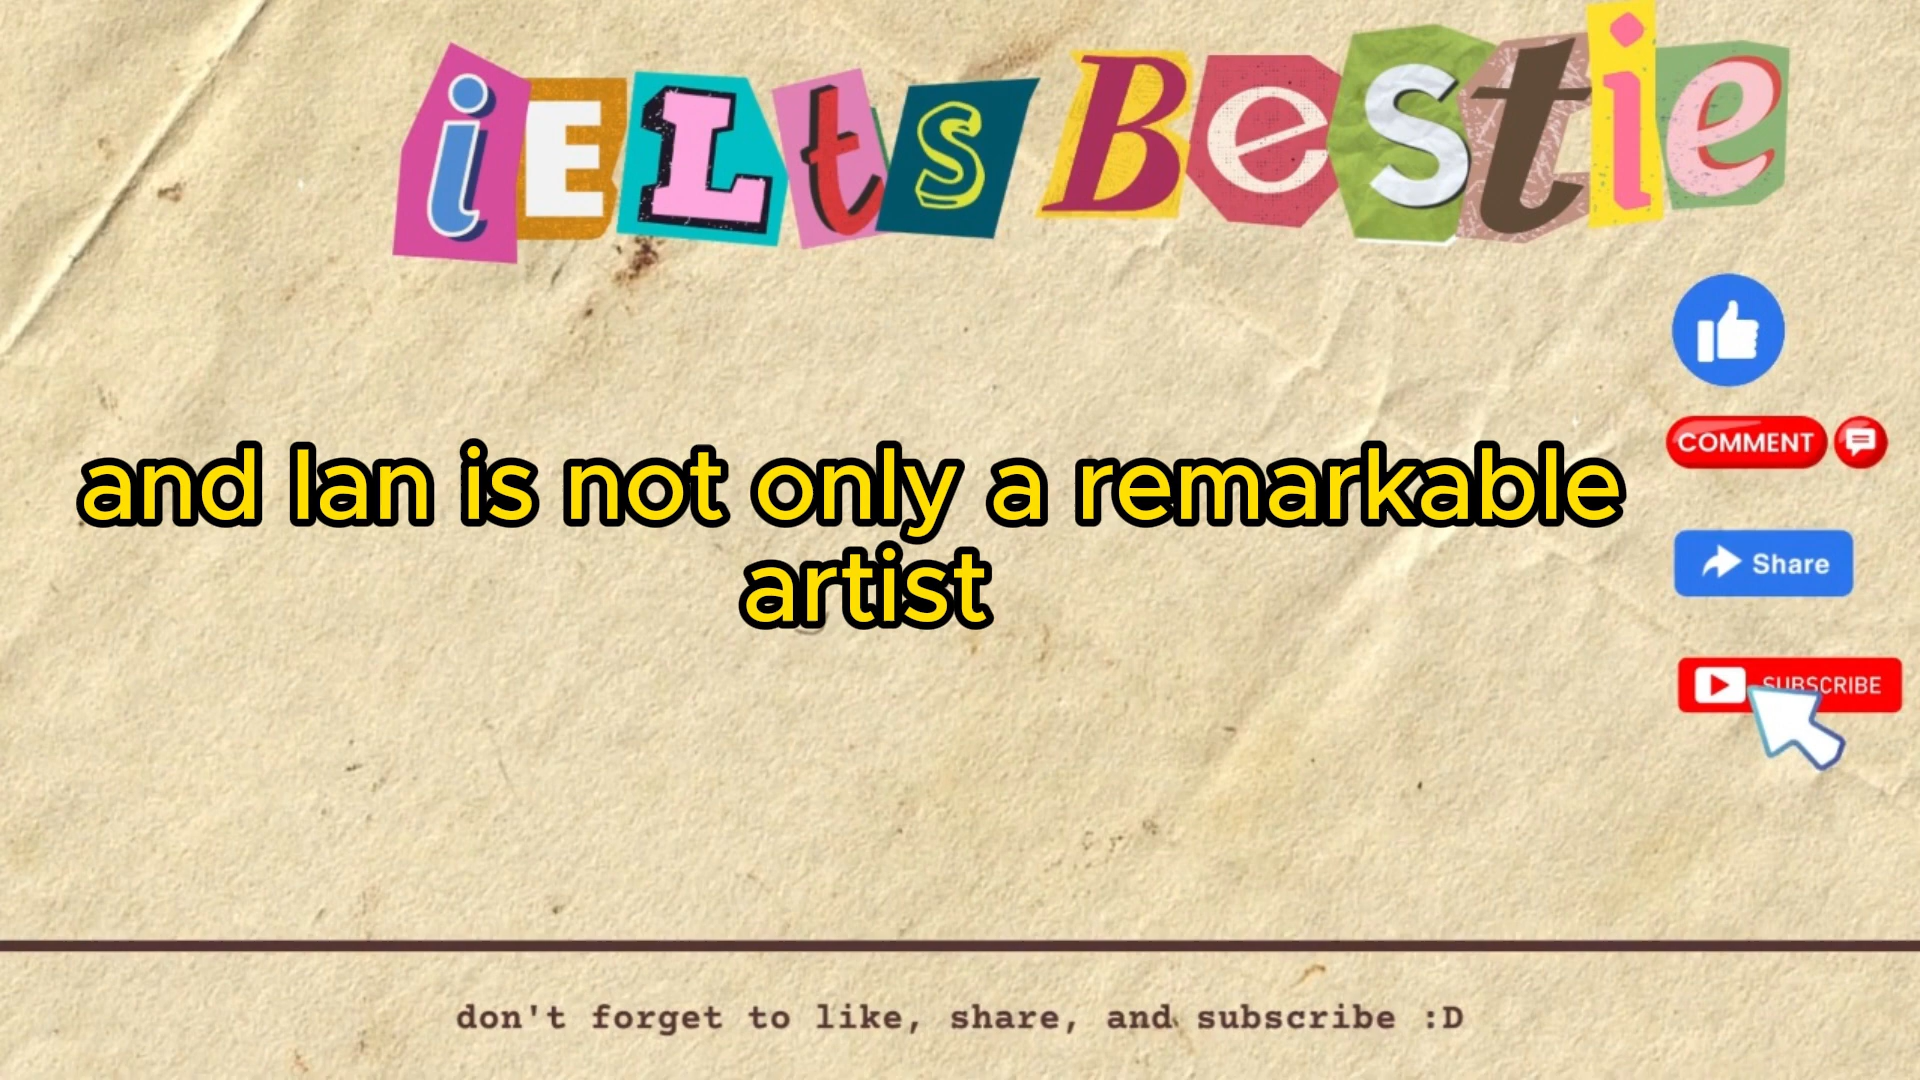 iELts Bestie
COMMENT
and Ian is not only a remarkable
artist
Share
SUBSCRIBE
don't forget to like, share, and subscribe :D